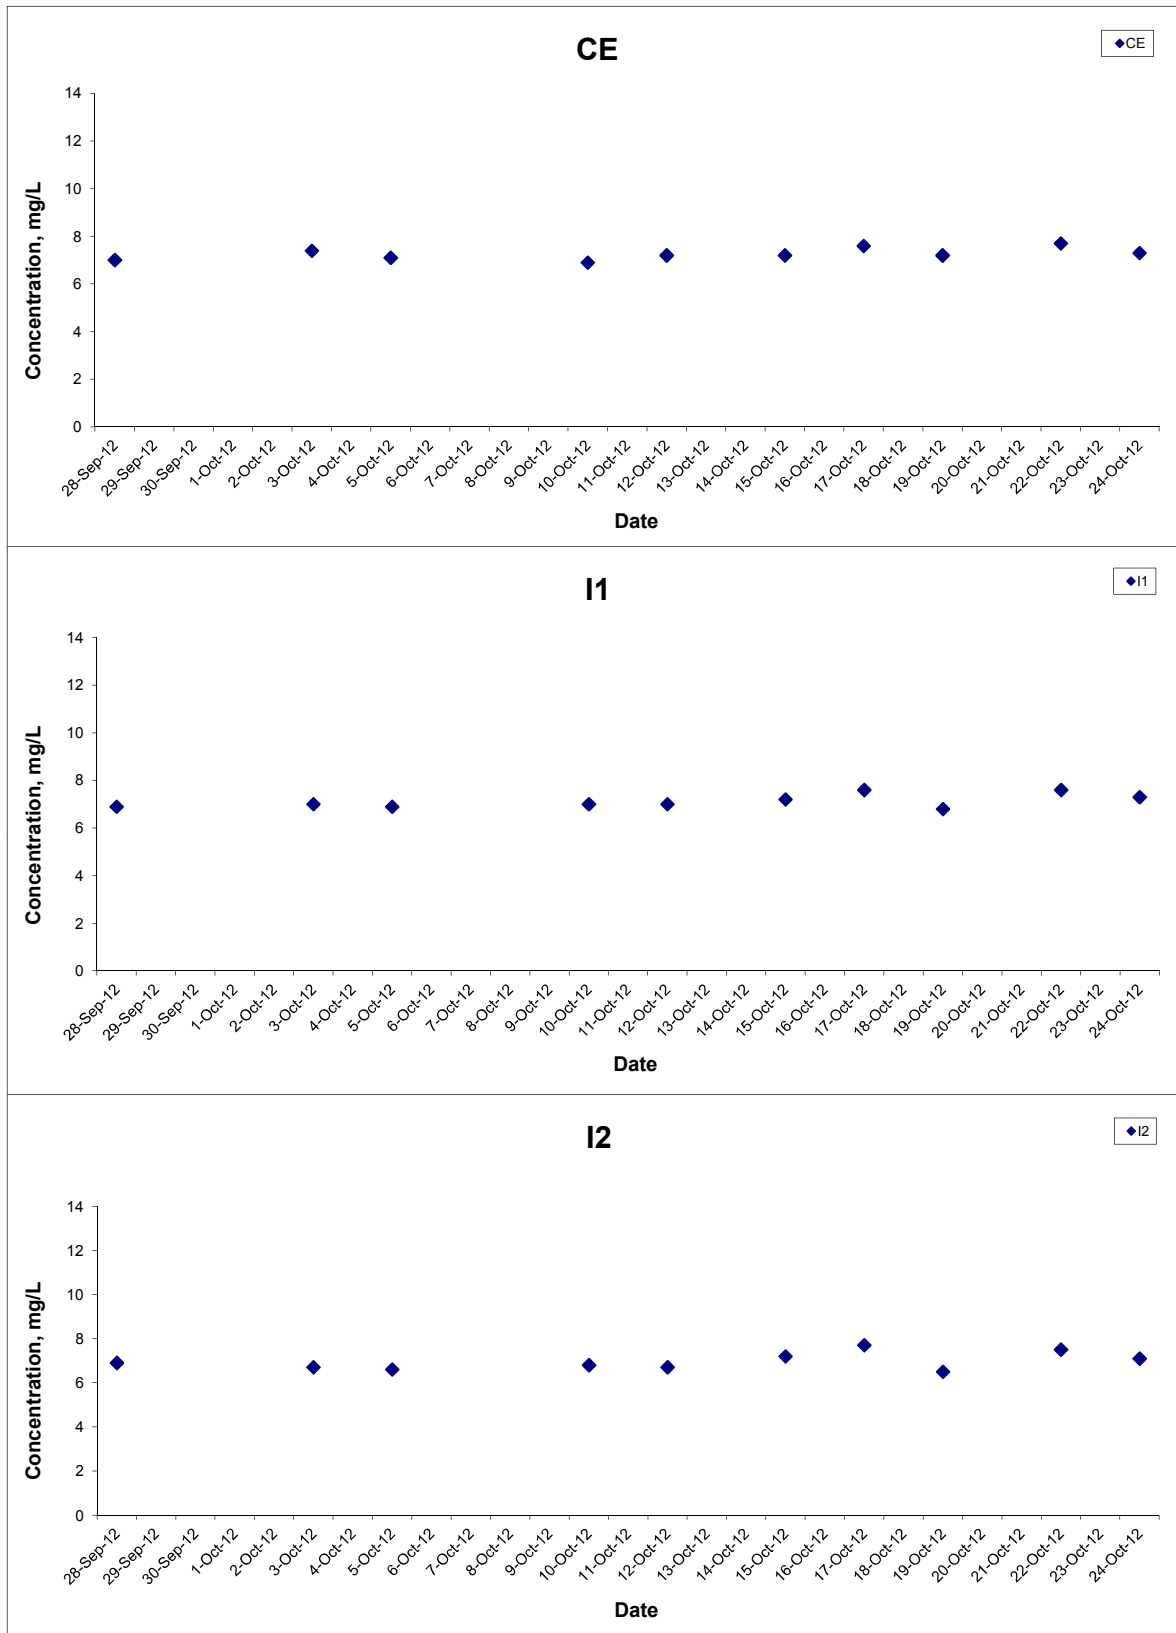 CE
CE
14
12
10
8
6
4
2
0
Concentration, mg/L
28-Sep-12
29-Sep-12
30-Sep-12
1-Oct-12
2-Oct-12
3-Oct-12
4-Oct-12
5-Oct-12
6-Oct-12
7-Oct-12
8-Oct-12
9-Oct-12
10-Oct-12
11-Oct-12
12-Oct-12
13-Oct-12
14-Oct-12
15-Oct-12
16-Oct-12
17-Oct-12
18-Oct-12
19-Oct-12
20-Oct-12
21-Oct-12
22-Oct-12
23-Oct-12
24-Oct-12
Date
I1
I1
14
12
10
8
6
4
2
0
Concentration, mg/L
28-Sep-12
29-Sep-12
30-Sep-12
1-Oct-12
2-Oct-12
3-Oct-12
4-Oct-12
5-Oct-12
6-Oct-12
7-Oct-12
8-Oct-12
9-Oct-12
10-Oct-12
11-Oct-12
12-Oct-12
13-Oct-12
14-Oct-12
15-Oct-12
16-Oct-12
17-Oct-12
18-Oct-12
19-Oct-12
20-Oct-12
21-Oct-12
22-Oct-12
23-Oct-12
24-Oct-12
Date
I2
I2
14
12
10
8
6
4
2
0
Concentration, mg/L
28-Sep-12
29-Sep-12
30-Sep-12
1-Oct-12
2-Oct-12
3-Oct-12
4-Oct-12
5-Oct-12
6-Oct-12
7-Oct-12
8-Oct-12
9-Oct-12
10-Oct-12
11-Oct-12
12-Oct-12
13-Oct-12
14-Oct-12
15-Oct-12
16-Oct-12
17-Oct-12
18-Oct-12
19-Oct-12
20-Oct-12
21-Oct-12
22-Oct-12
23-Oct-12
24-Oct-12
Date